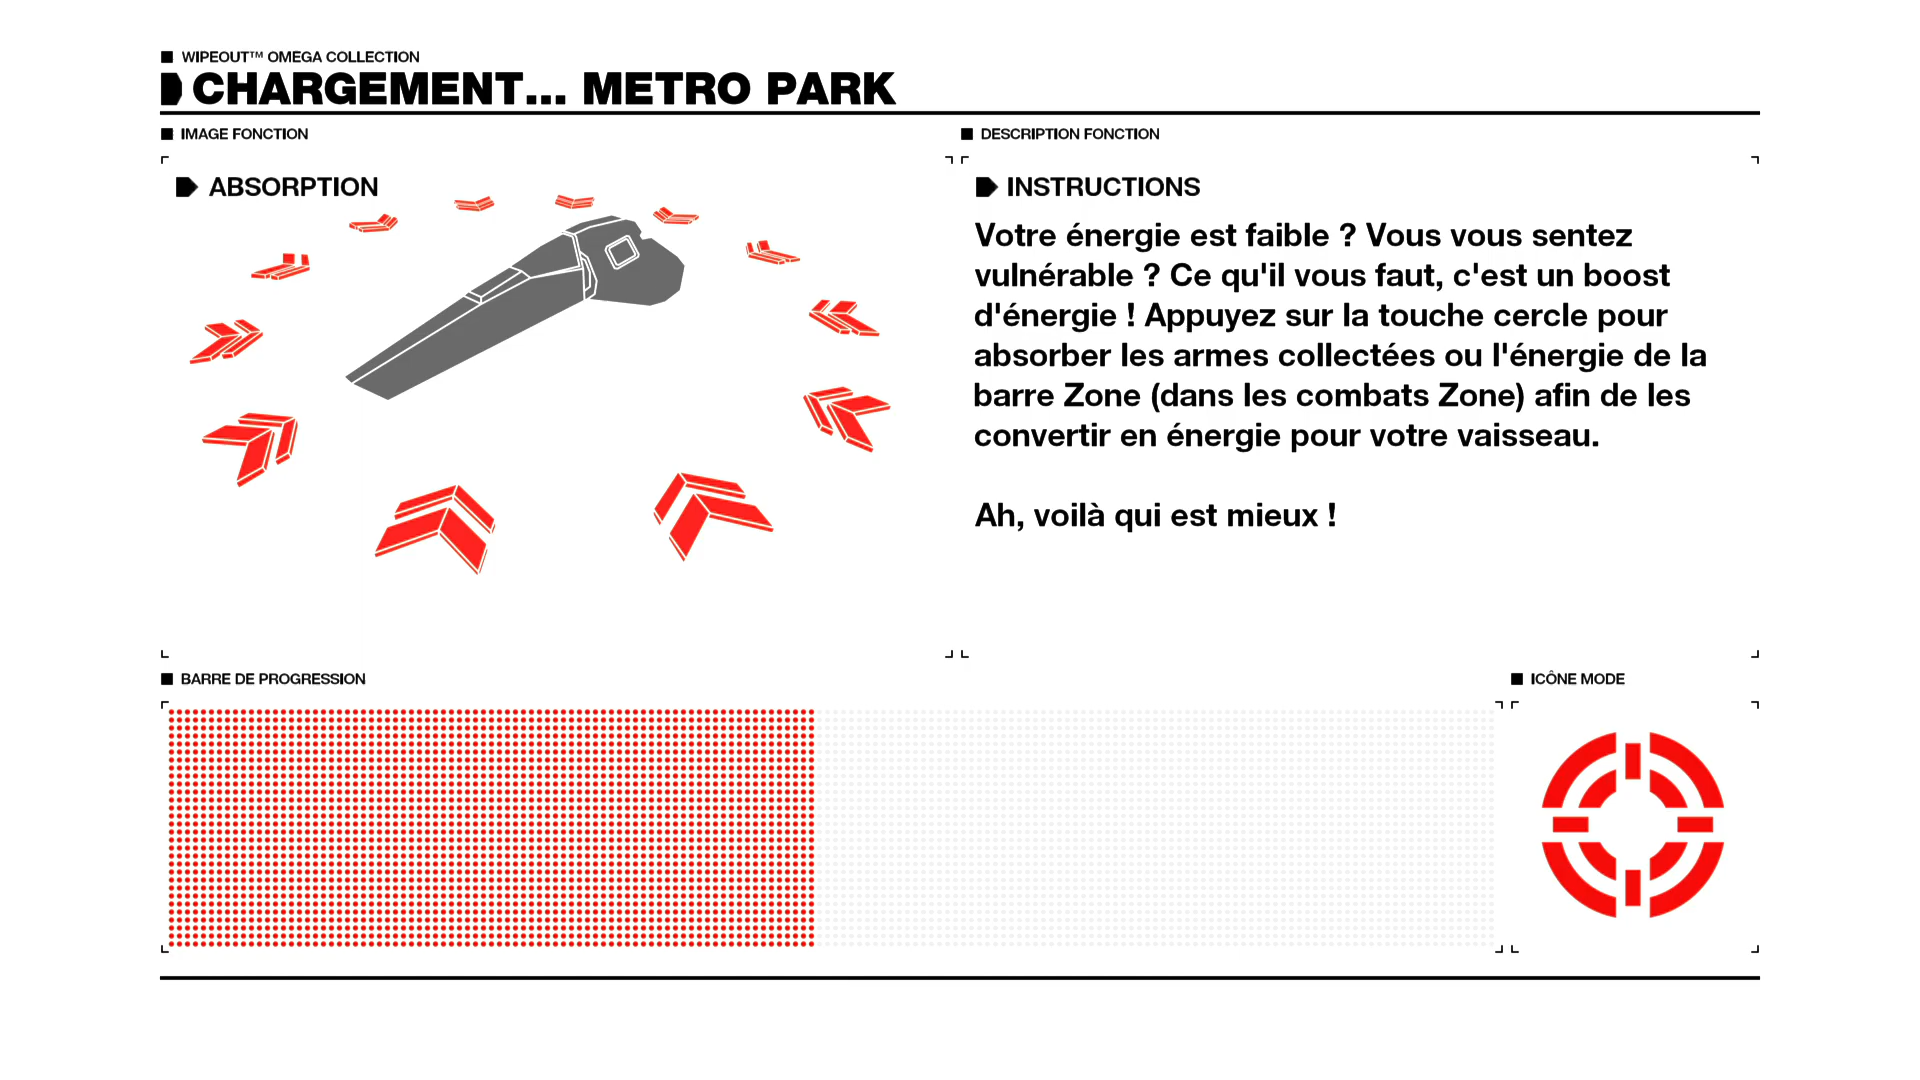 WIPEOUT™ OMEGA COLLECTION
CHARGEMENT... METRO PARK
IMAGE FONCTION
ABSORPTION
DESCRIPTION FONCTION
INSTRUCTIONS
Votre énergie est faible ? Vous vous sentez
vulnérable ? Ce qu'il vous faut, c'est un boost
d'énergie ! Appuyez sur la touche cercle pour
absorber les armes collectées ou l'énergie de la
barre Zone (dans les combats Zone) afin de les
convertir en énergie pour votre vaisseau.
Ah, voilà qui est mieux !
BARRE DE PROGRESSION
ICÔNE MODE